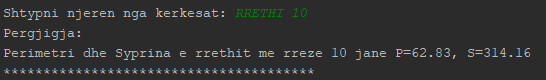 Shtypni njeren nga kerkesat: RRETHI 10
Pergjigja:
Perimetri dhe Syprina e rrethit me rreze 10 jane P=62.83, S=314.16
***************************************